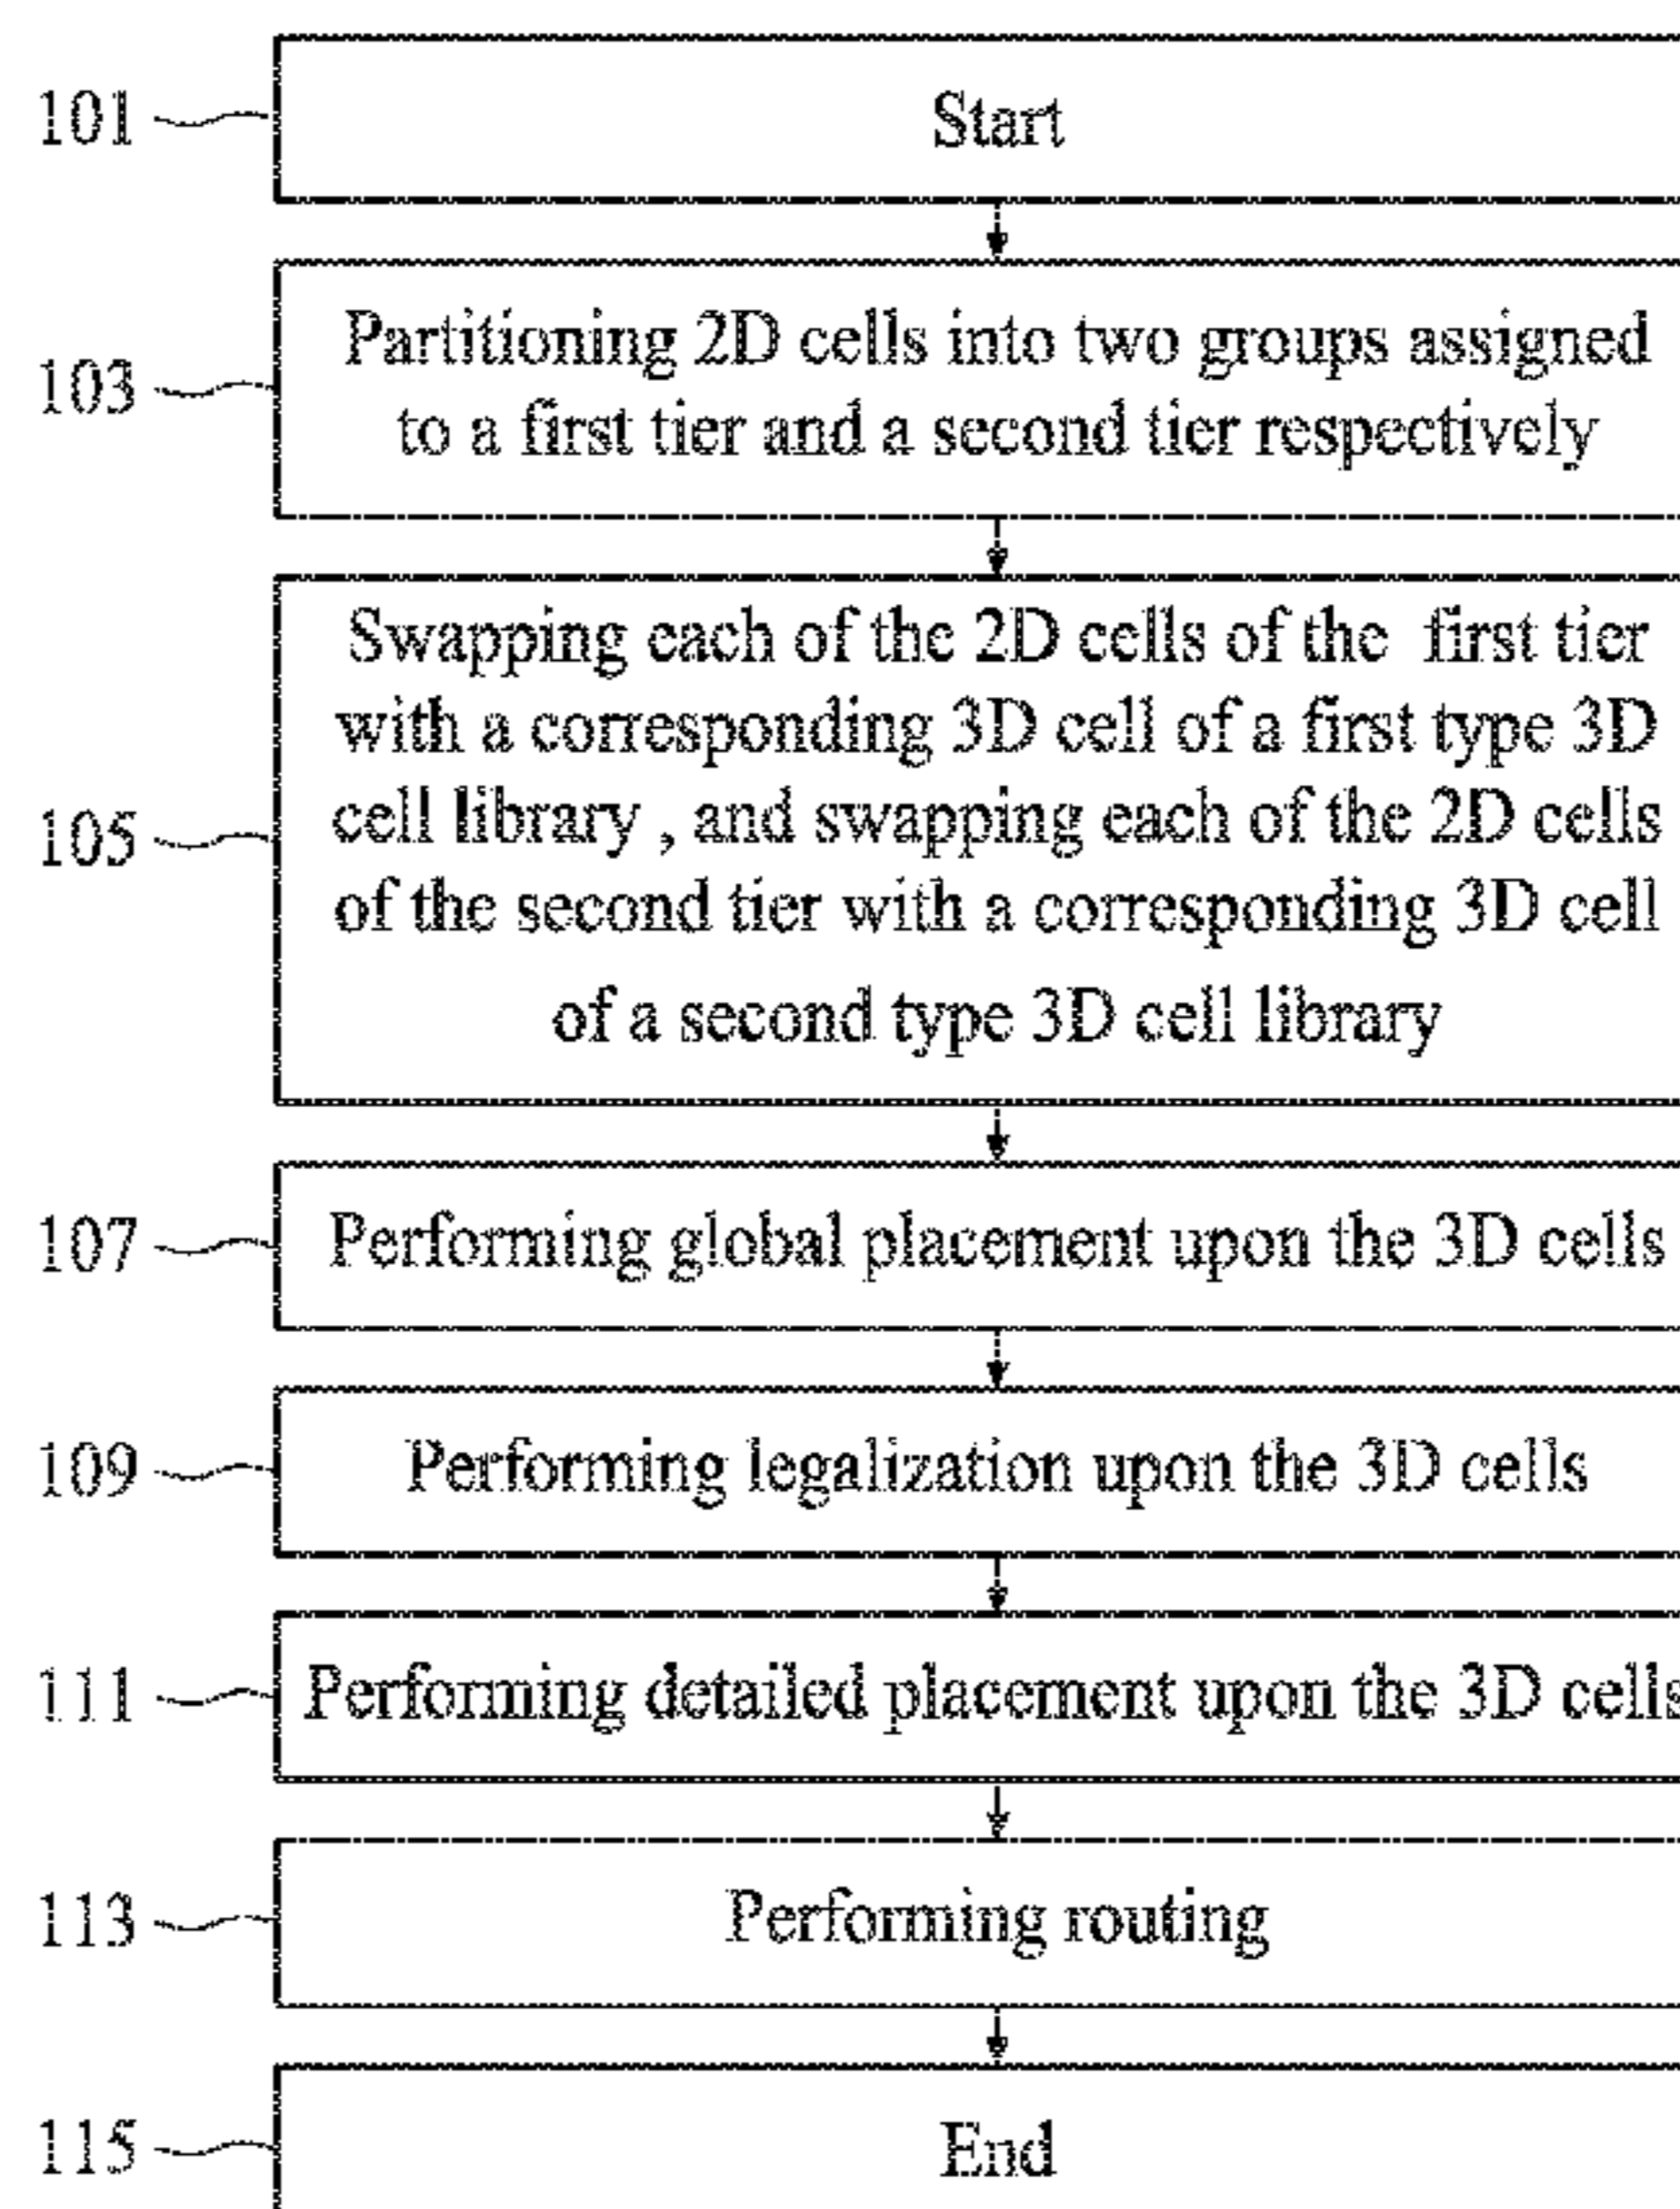 101
Start
103
Partitioning 2D cells into two groups assigned
to a first tier and a second tier respectively
105
Swapping each of the 2D cells of the first tier
with a corresponding 3D cell of a first type 3D
cell library , and swapping each of the 2D cells
of the second tier with a corresponding 3D cell
of a second type 3D cell library
107
Performing global placement upon the 3D cells
109
Performing legalization upon the 3D cells
111
Performing detailed placement upon the 3D cells
113
Performing routing
115
End